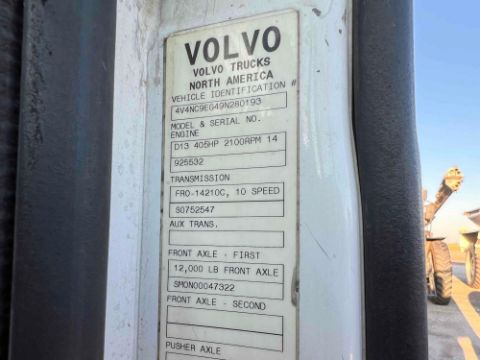 VOLVO
VOLVO TRUCKS
NORTH AMERICA
VEHICLE IDENTIFICATION #
4V4NC9EG49N280193
MODEL & SERIAL NO.
ENGINE
D13 405HP 2100RPM 14
925532
TRANSMISSION
FRO-14210C, 10 SPEED
S0752547
AUX TRANS.
FRONT AXLE - FIRST
12,000 LB FRONT AXLE
SMON00047322
FRONT AXLE - SECOND
PUSHER AXLE